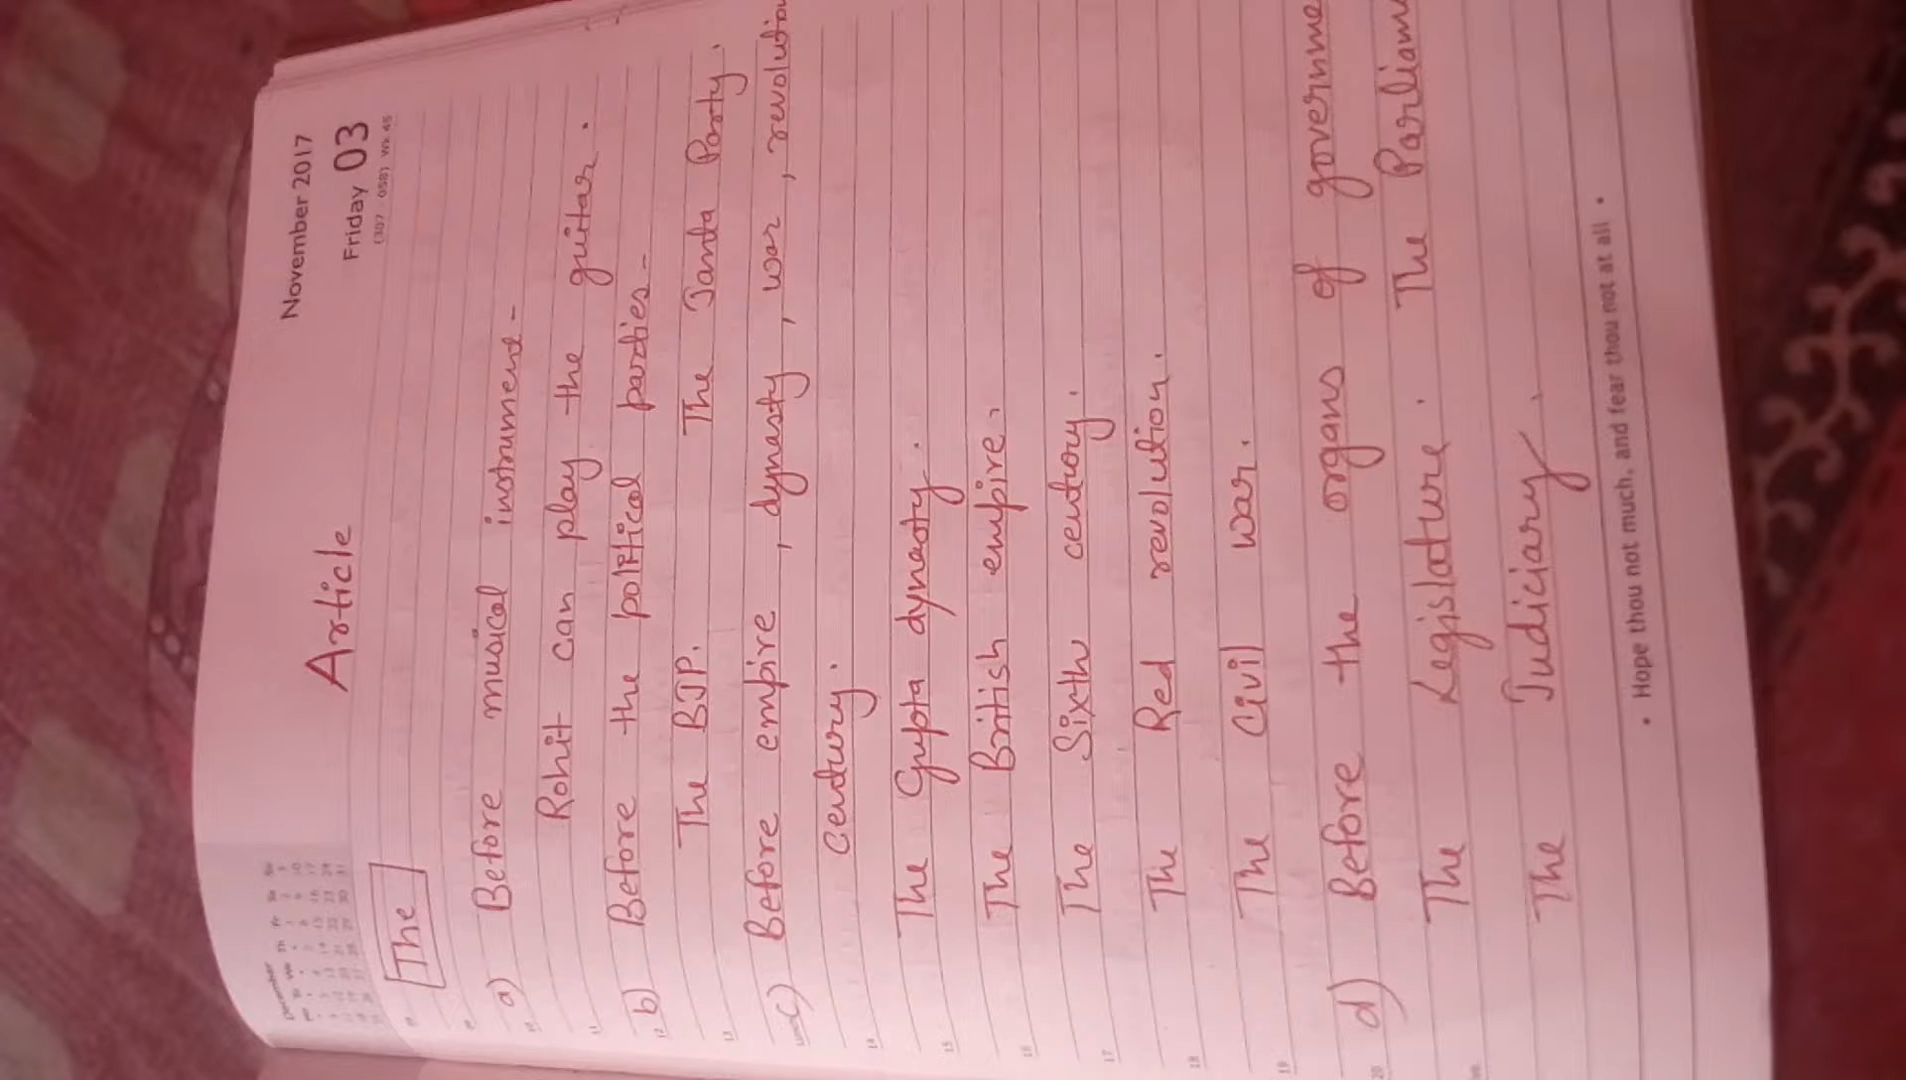 November 2017
Friday 03
Article
The
a) Before musical instrument -
Rohit can play the guitar.
b) Before the political parties -
The BJP. The Janta Party.
c) Before empire, dynasty, war, revolution
century.
The Gupta dynasty.
The British empire.
The Sixth century.
The Red revolution.
The Civil war.
d) Before the organs of governme
The Legislature. The Parliam
The Judiciary.
• Hope thou not much, and fear thou not at all •